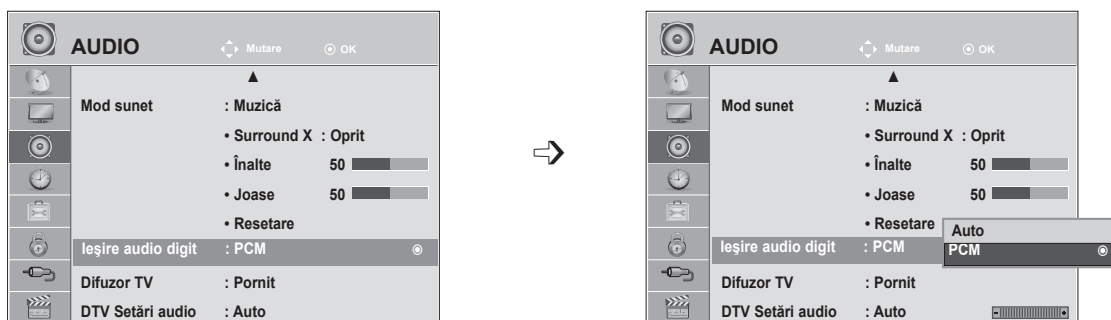 AUDIO Mutare OK
Mod sunet : Muzică
• Surround X : Oprit
• Înalte 50
• Joase 50
• Resetare
Ieșire audio digit : PCM
Difuzor TV : Pornit
DTV Setări audio : Auto
AUDIO Mutare OK
Mod sunet : Muzică
• Surround X : Oprit
• Înalte 50
• Joase 50
• Resetare
Auto
Ieșire audio digit : PCM PCM
Difuzor TV : Pornit
DTV Setări audio : Auto